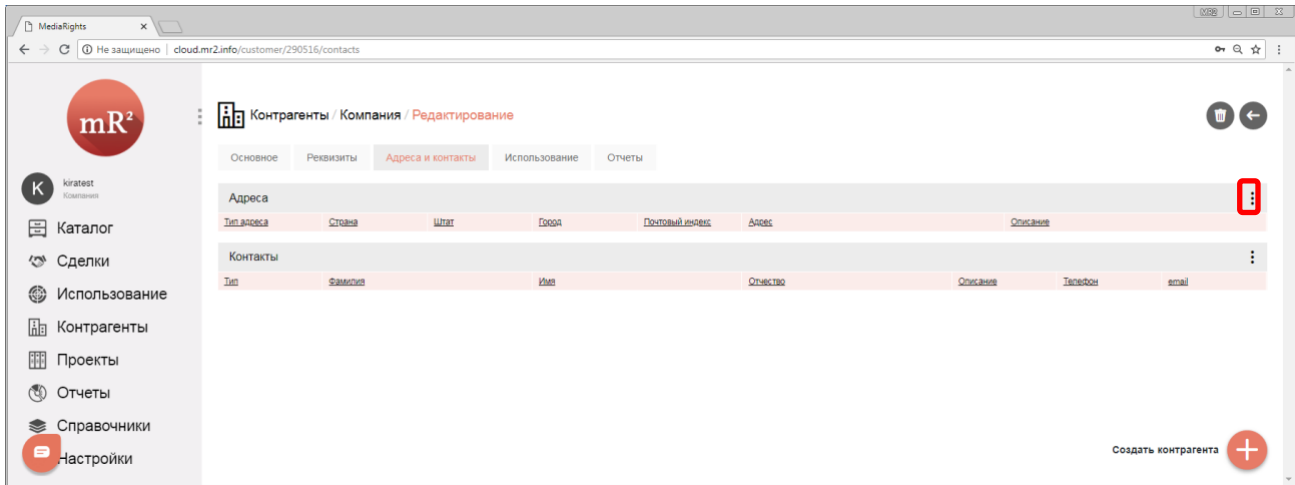 MR2
MediaRights
Не защищено | cloud.mr2.info/customer/290516/contacts
mR²
Контрагенты / Компания / Редактирование
Основное Реквизиты Адреса и контакты Использование Отчеты
K
kiratest
Компания
Адреса
Тип адреса Страна Штат Город Почтовый индекс Адрес Описание
Контакты
Тип Фамилия Имя Отчество Описание Телефон email
Каталог
Сделки
Использование
Контрагенты
Проекты
Отчеты
Справочники
Настройки
Создать контрагента